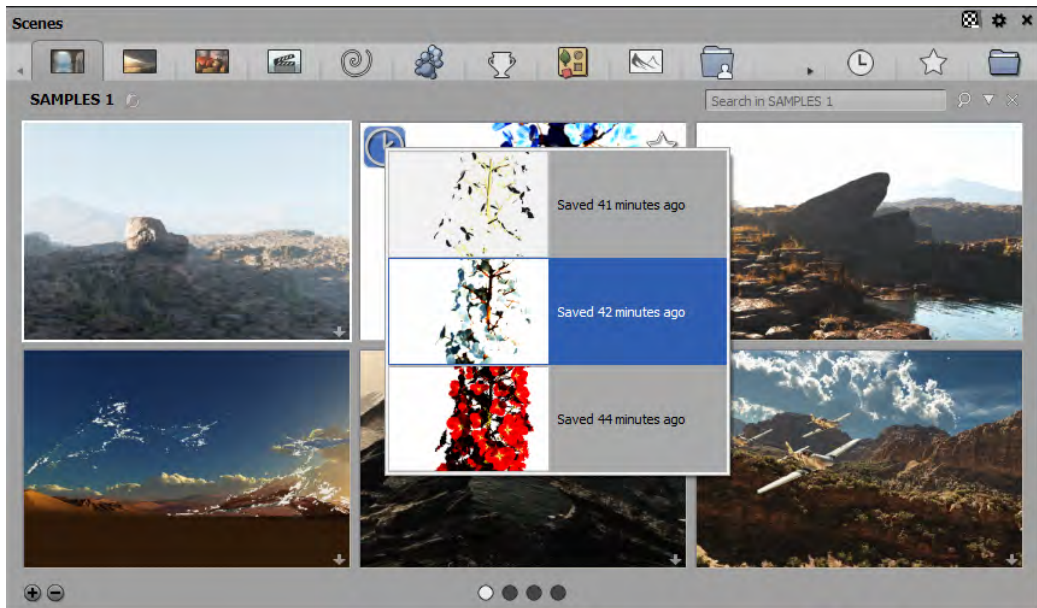 Scenes
SAMPLES 1
Search in SAMPLES 1
Saved 41 minutes ago
Saved 42 minutes ago
Saved 44 minutes ago